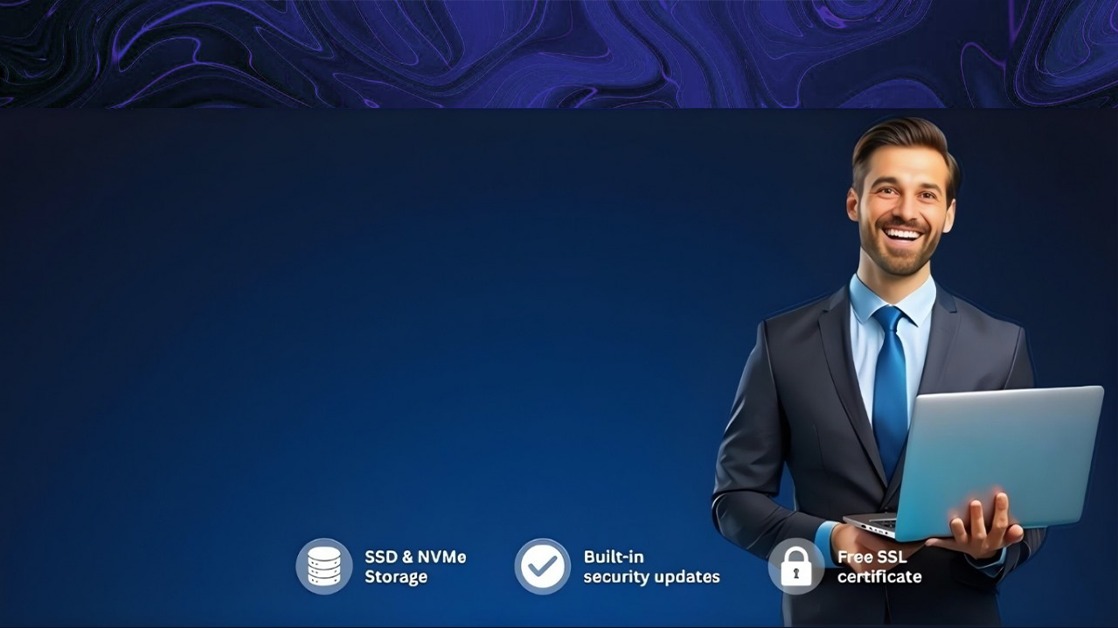 SSD & NVMe
Storage
Built-in
security updates
Free SSL
certificate